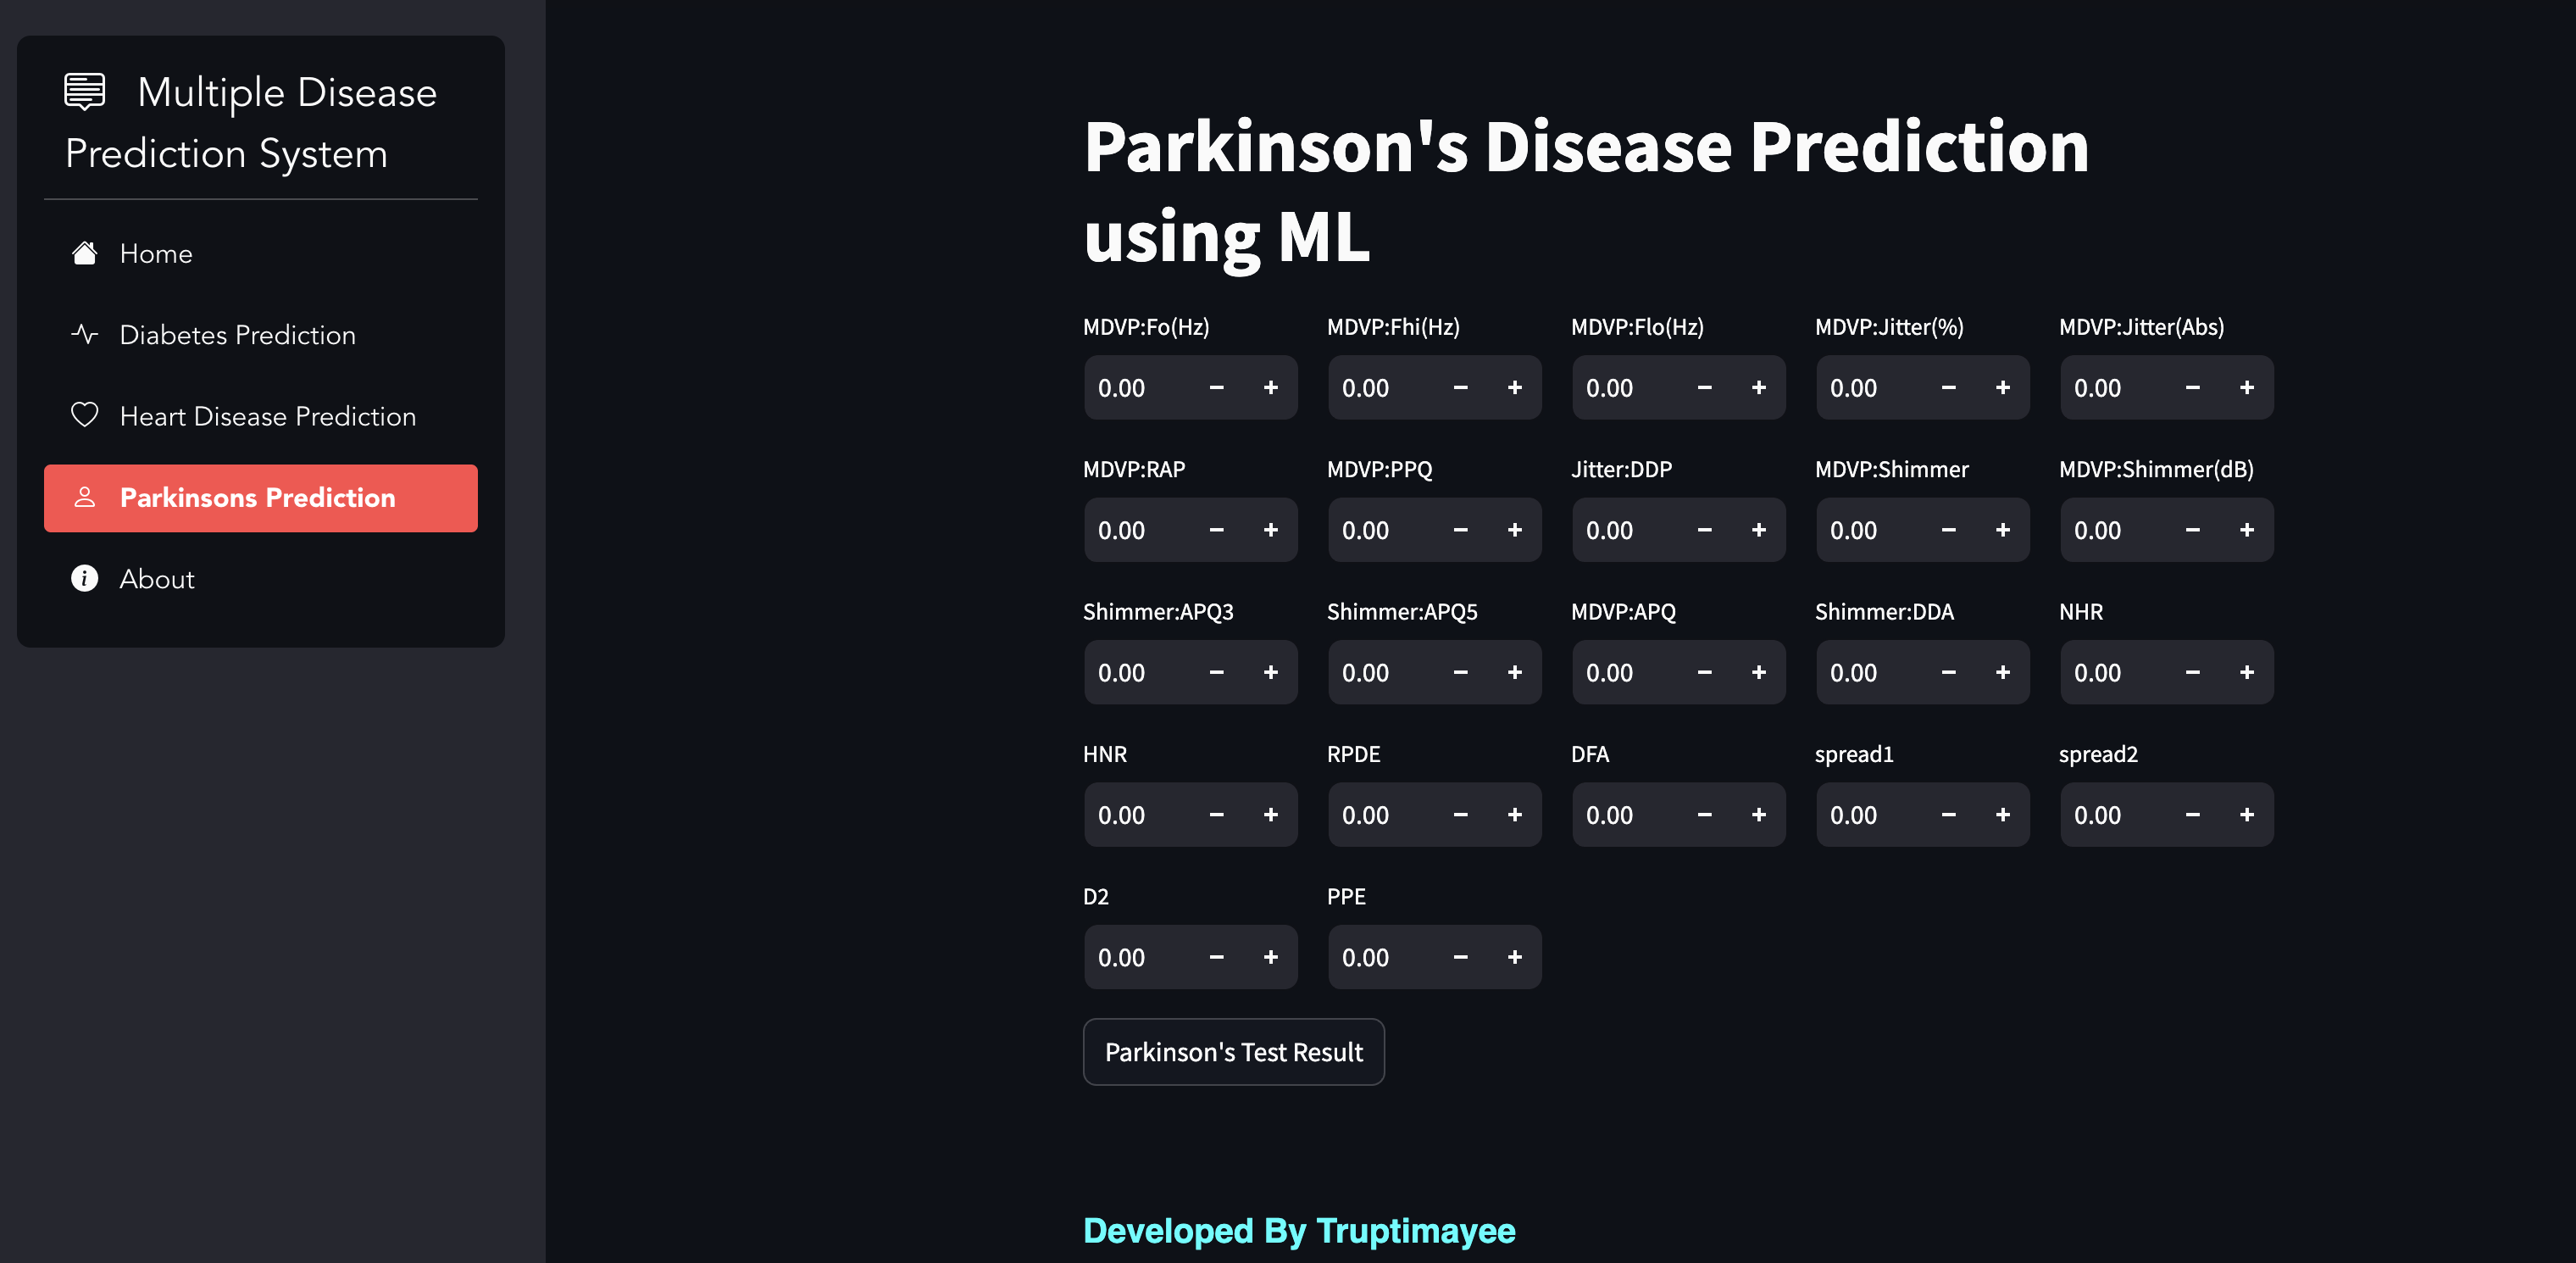 Multiple Disease
Prediction System
Home
Diabetes Prediction
Heart Disease Prediction
Parkinsons Prediction
About
Parkinson's Disease Prediction
using ML
MDVP:Fo(Hz) MDVP:Fhi(Hz) MDVP:Flo(Hz) MDVP:Jitter(%) MDVP:Jitter(Abs)
0.00 − + 0.00 − + 0.00 − + 0.00 − + 0.00 − +
MDVP:RAP MDVP:PPQ Jitter:DDP MDVP:Shimmer MDVP:Shimmer(dB)
0.00 − + 0.00 − + 0.00 − + 0.00 − + 0.00 − +
Shimmer:APQ3 Shimmer:APQ5 MDVP:APQ Shimmer:DDA NHR
0.00 − + 0.00 − + 0.00 − + 0.00 − + 0.00 − +
HNR RPDE DFA spread1 spread2
0.00 − + 0.00 − + 0.00 − + 0.00 − + 0.00 − +
D2 PPE
0.00 − + 0.00 − +
Parkinson's Test Result
Developed By Truptimayee